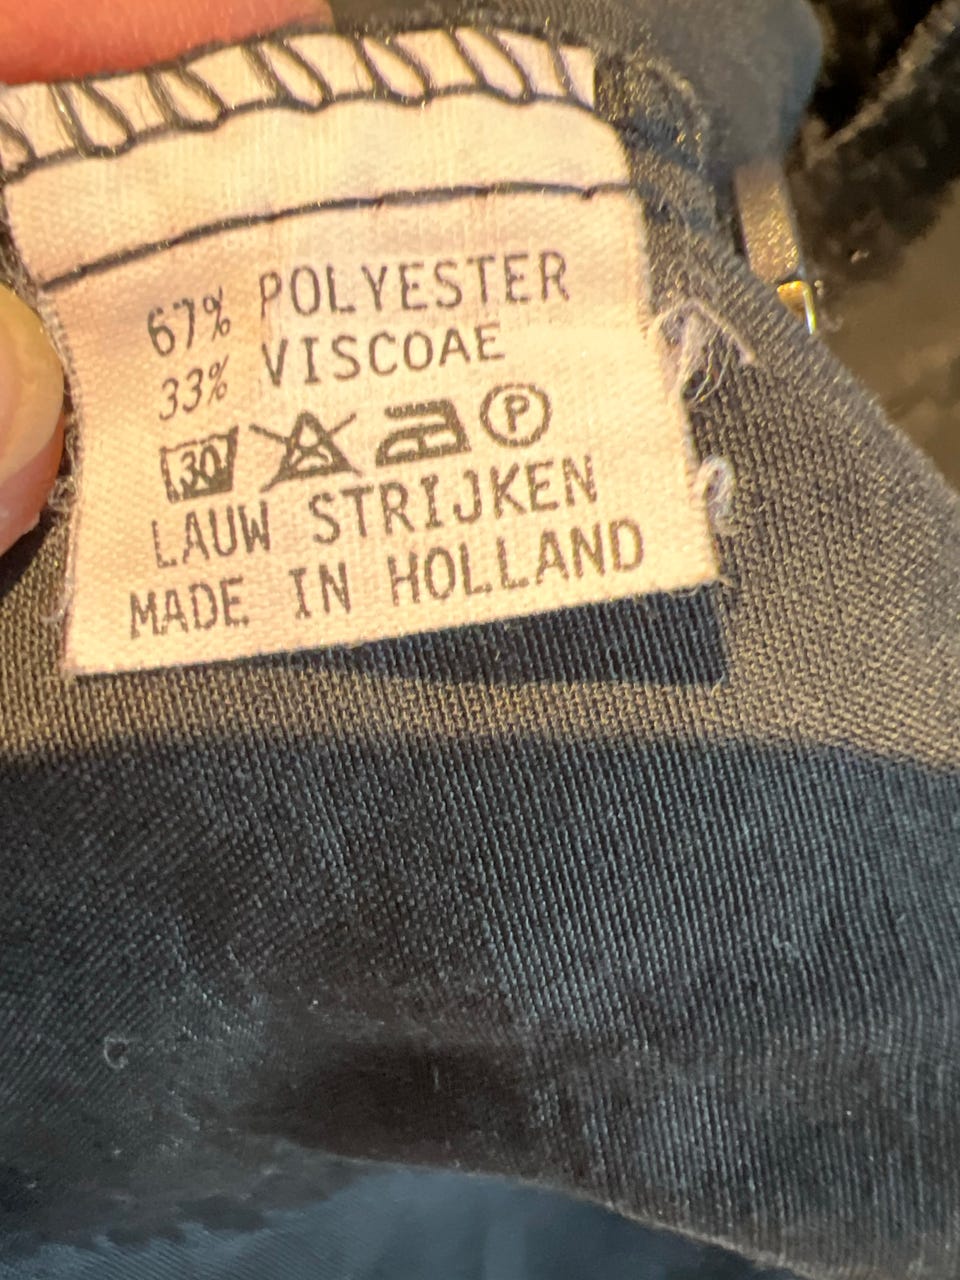 67% POLYESTER
33% VISCOAE
30 P
LAUW STRIJKEN
MADE IN HOLLAND